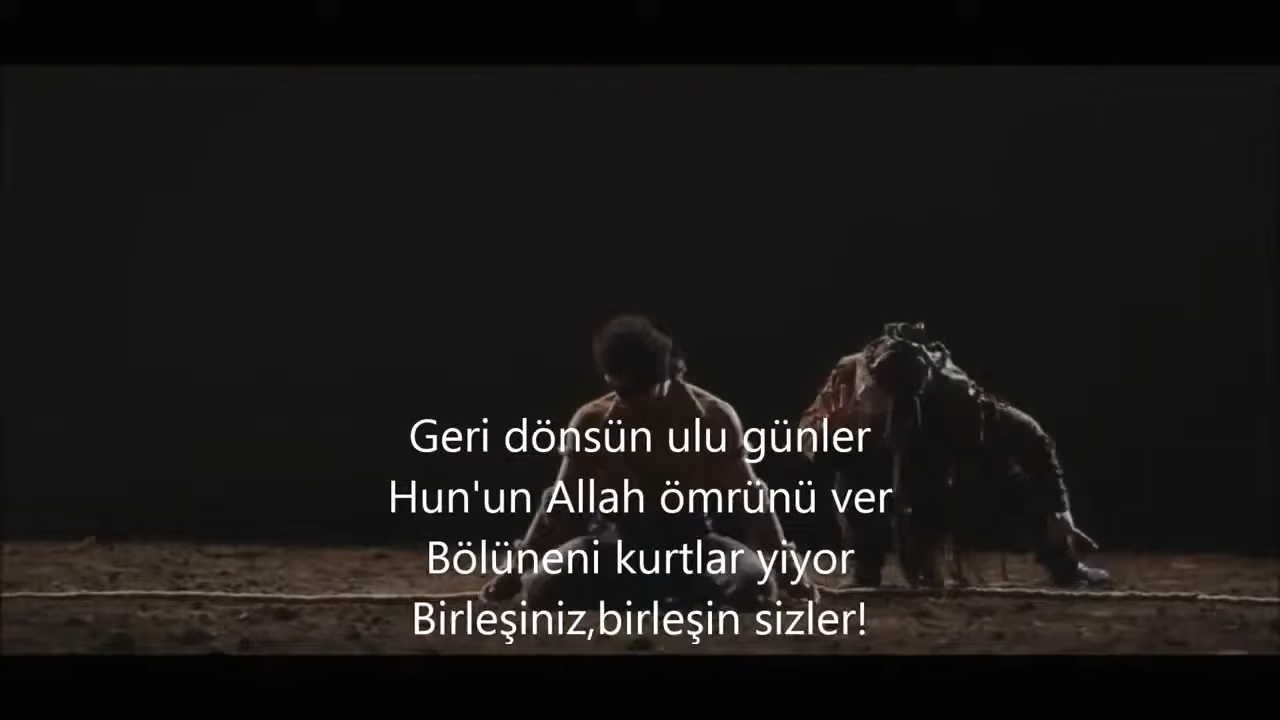 Geri dönsün ulu günler
Hun'un Allah ömrünü ver
Bölüneni kurtlar yiyor
Birleşiniz,birleşin sizler!